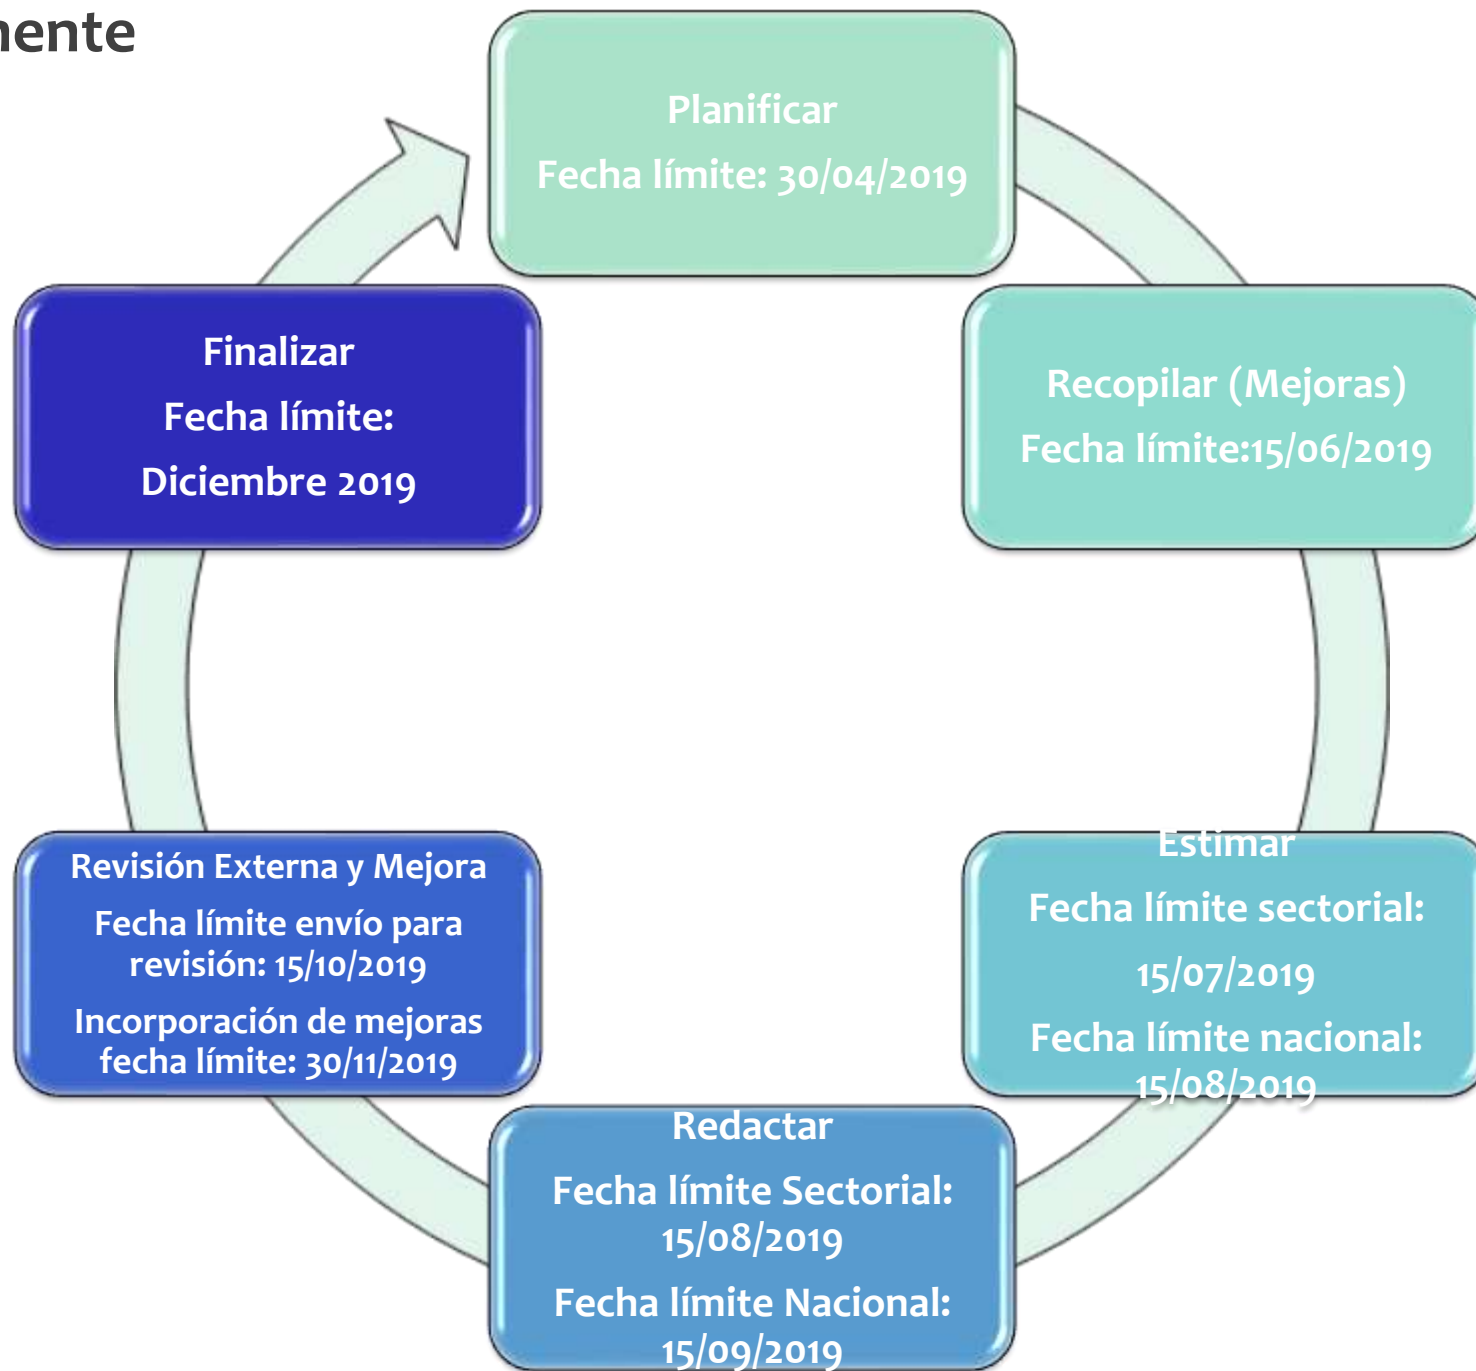 Planificar
Fecha límite: 30/04/2019
Recopilar (Mejoras)
Fecha límite:15/06/2019
Estimar
Fecha límite sectorial:
15/07/2019
Fecha límite nacional:
15/08/2019
Redactar
Fecha límite Sectorial:
15/08/2019
Fecha límite Nacional:
15/09/2019
Revisión Externa y Mejora
Fecha límite envío para
revisión: 15/10/2019
Incorporación de mejoras
fecha límite: 30/11/2019
Finalizar
Fecha límite:
Diciembre 2019